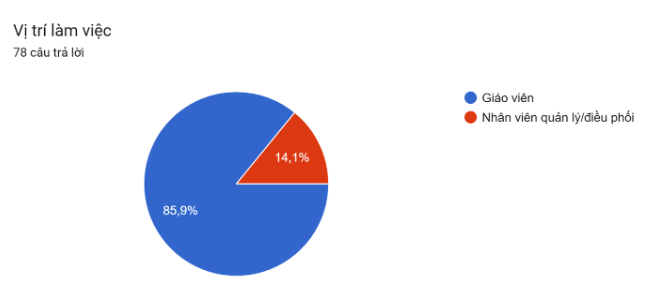 Vị trí làm việc
78 câu trả lời
Giáo viên
Nhân viên quản lý/điều phối
14,1%
85,9%